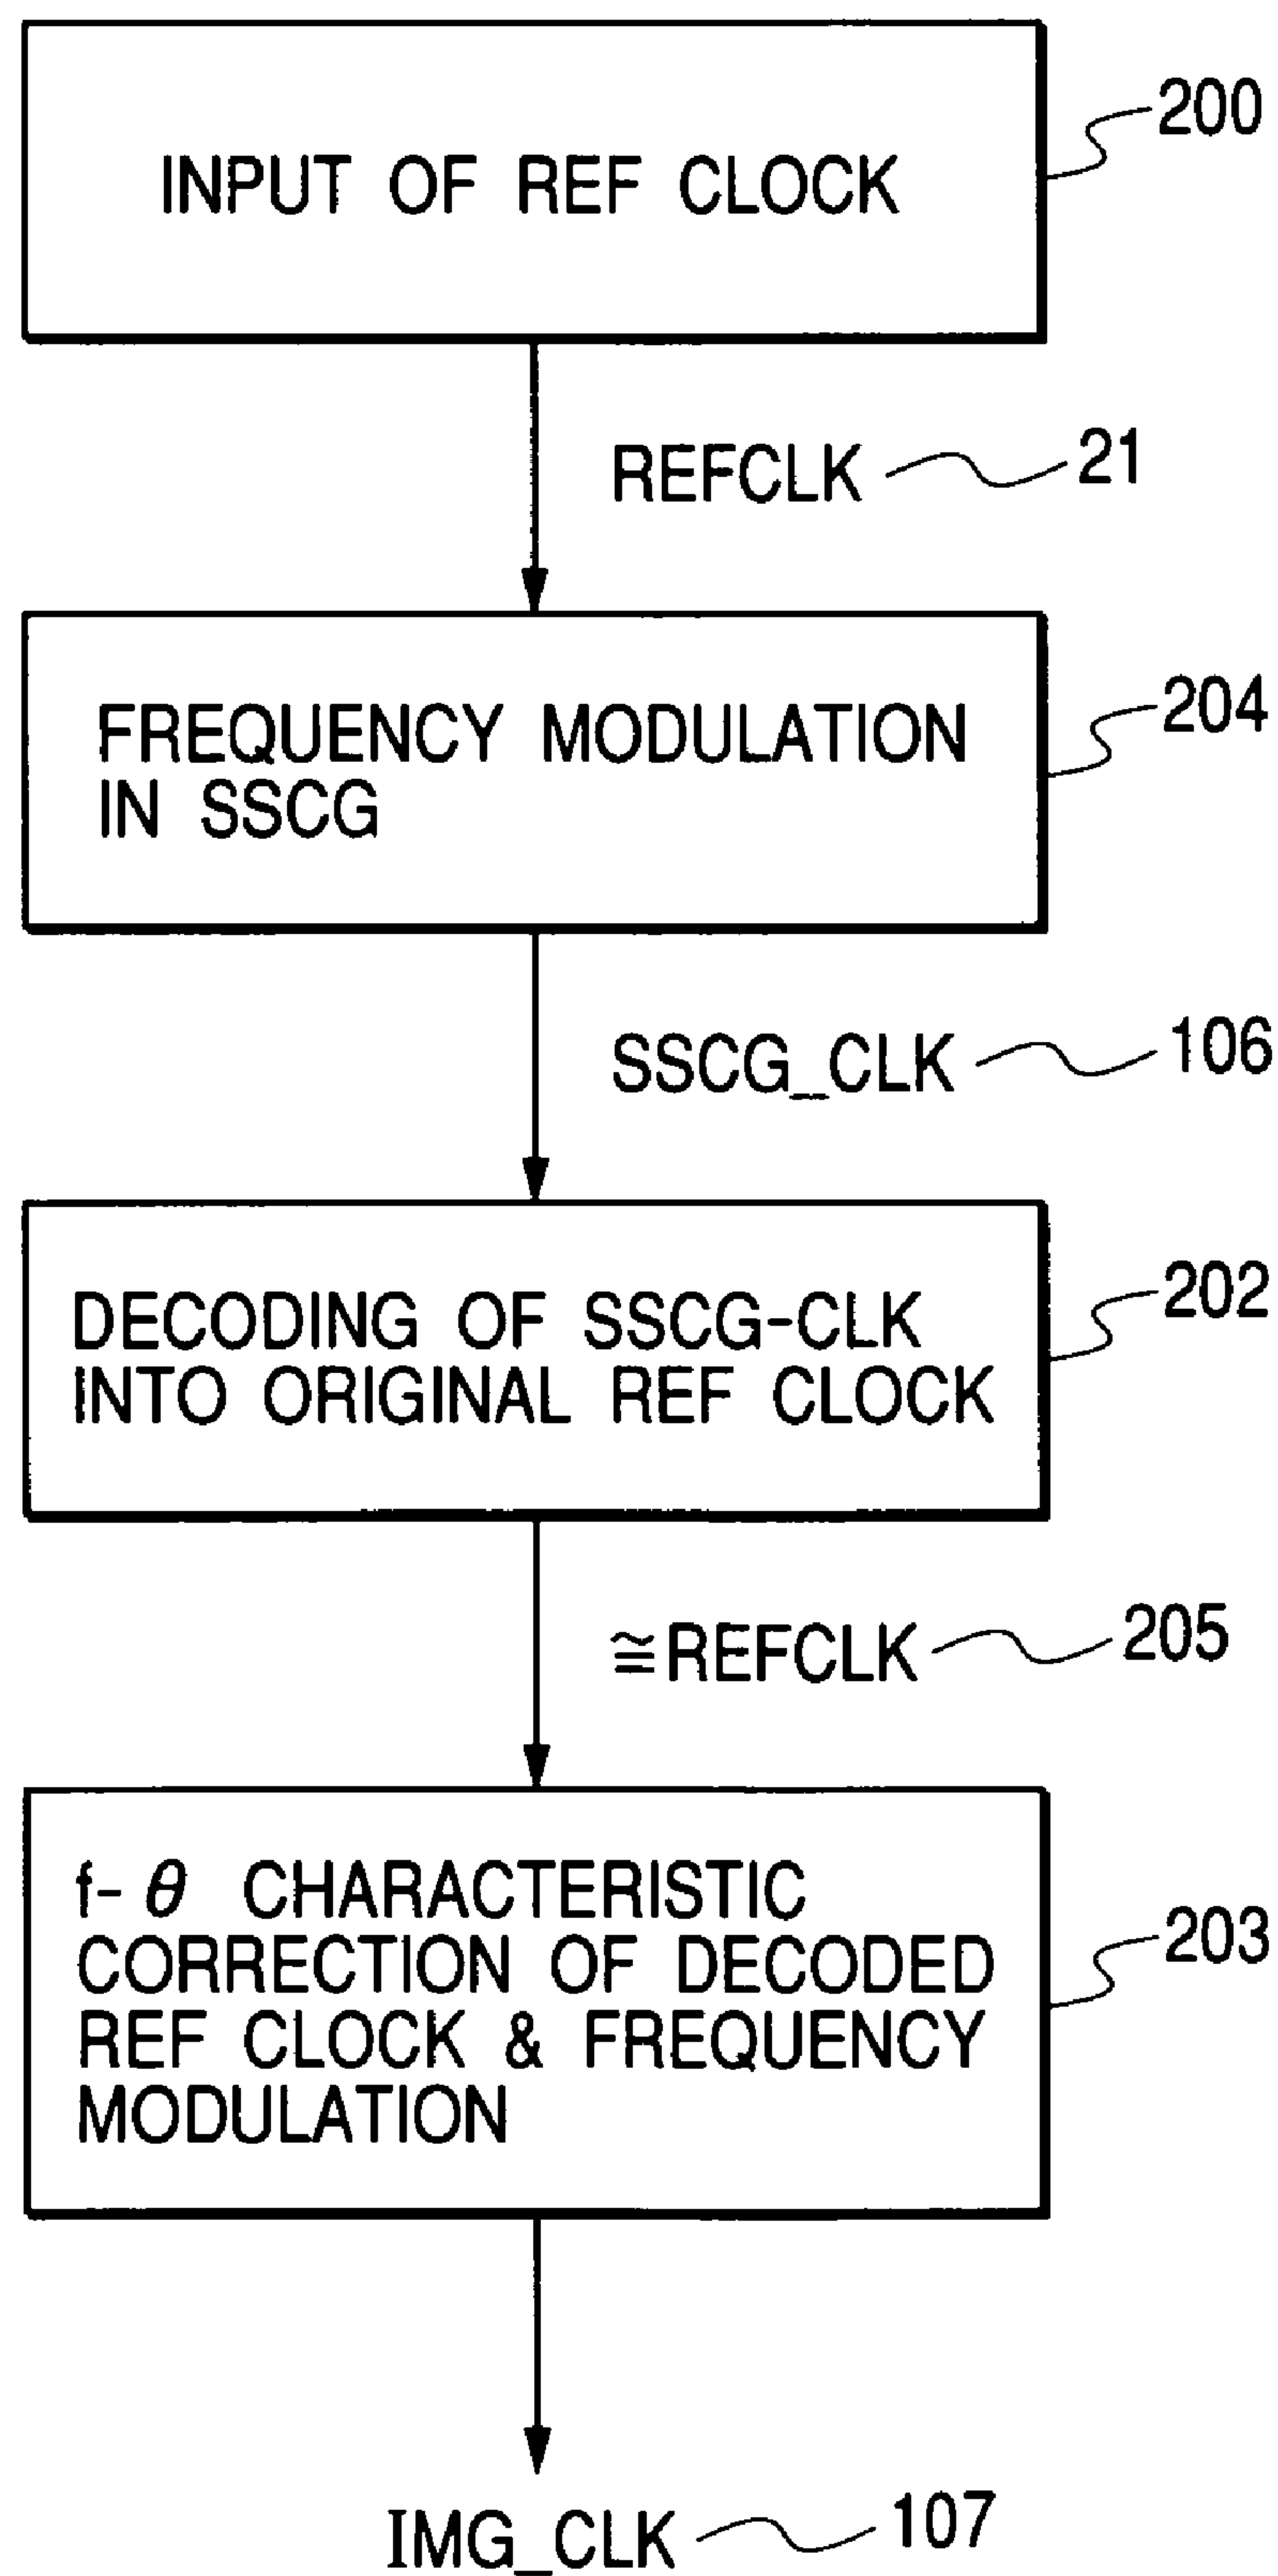 INPUT OF REF CLOCK
200
REFCLK 21
FREQUENCY MODULATION
IN SSCG
204
SSCG_CLK 106
DECODING OF SSCG-CLK
INTO ORIGINAL REF CLOCK
202
≅REFCLK 205
f-θ CHARACTERISTIC
CORRECTION OF DECODED
REF CLOCK & FREQUENCY
MODULATION
203
IMG_CLK 107